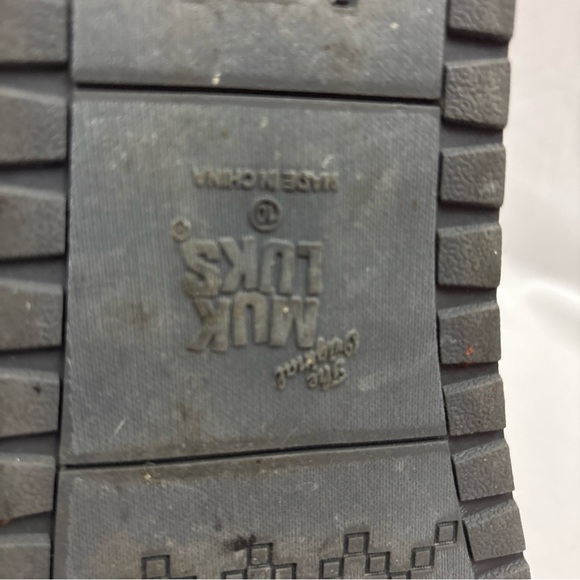 The
Original
MUK
LUKS®
10
MADE IN CHINA